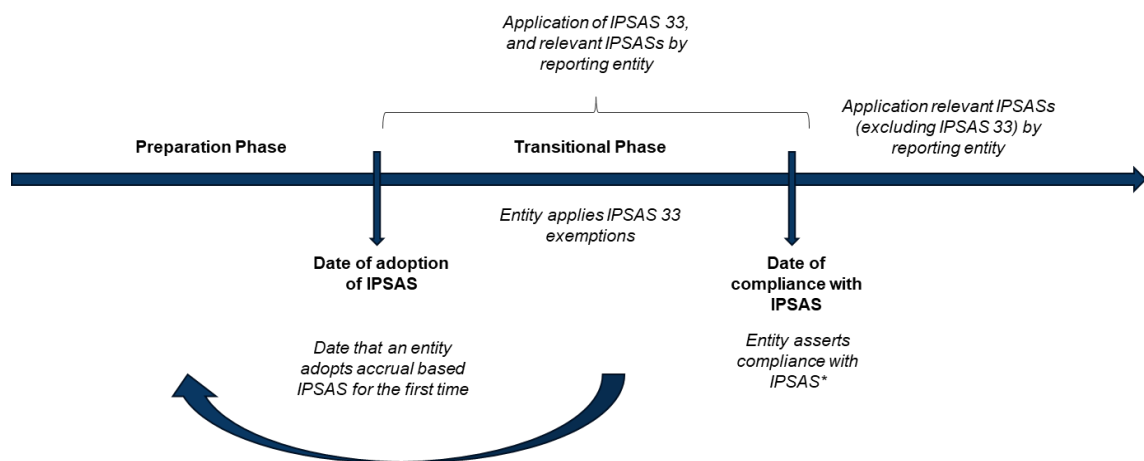 Application of IPSAS 33,
and relevant IPSASs by
reporting entity
Application relevant IPSASs
(excluding IPSAS 33) by
reporting entity
Preparation Phase
Transitional Phase
Entity applies IPSAS 33
exemptions
Date of adoption
of IPSAS
Date of
compliance with
IPSAS
Date that an entity
adopts accrual based
IPSAS for the first time
Entity asserts
compliance with
IPSAS*